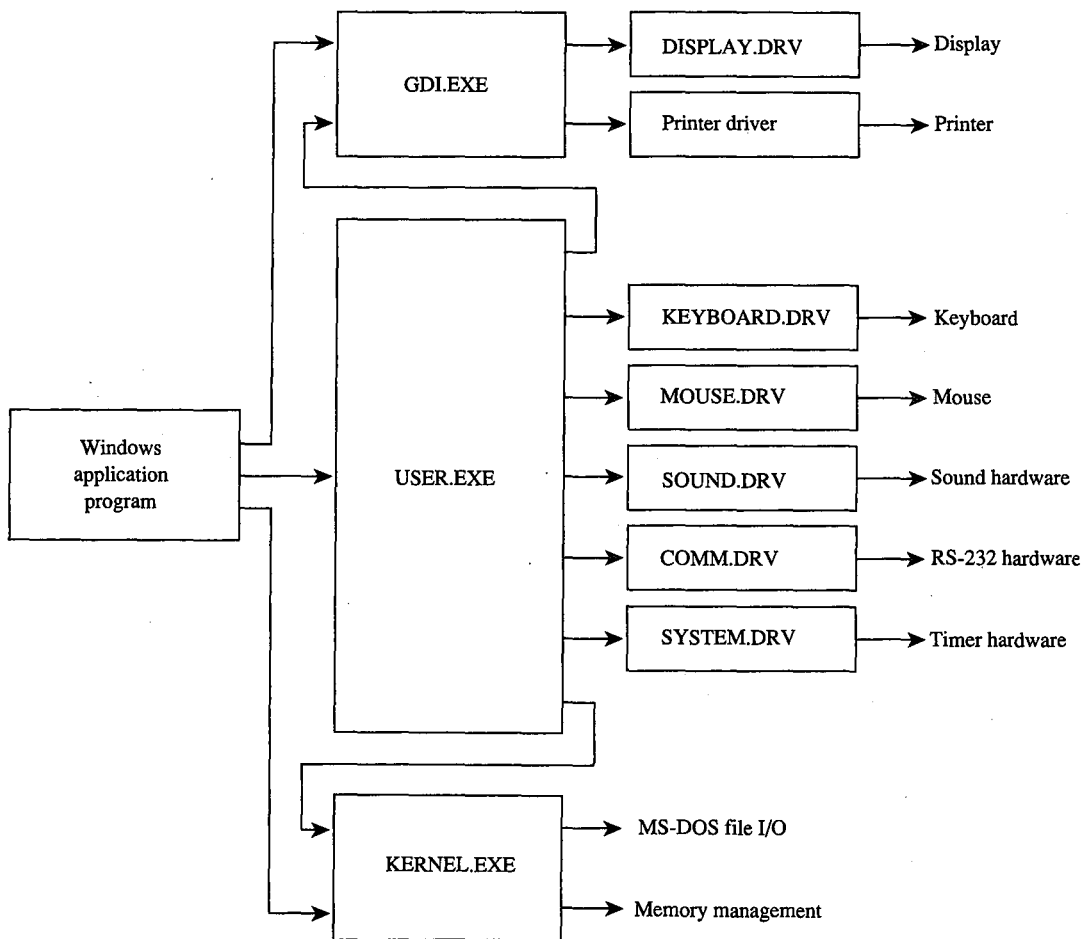 GDI.EXE
DISPLAY.DRV
Display
Printer driver
Printer
Windows
application
program
USER.EXE
KEYBOARD.DRV
Keyboard
MOUSE.DRV
Mouse
SOUND.DRV
Sound hardware
COMM.DRV
RS-232 hardware
SYSTEM.DRV
Timer hardware
KERNEL.EXE
MS-DOS file I/O
Memory management